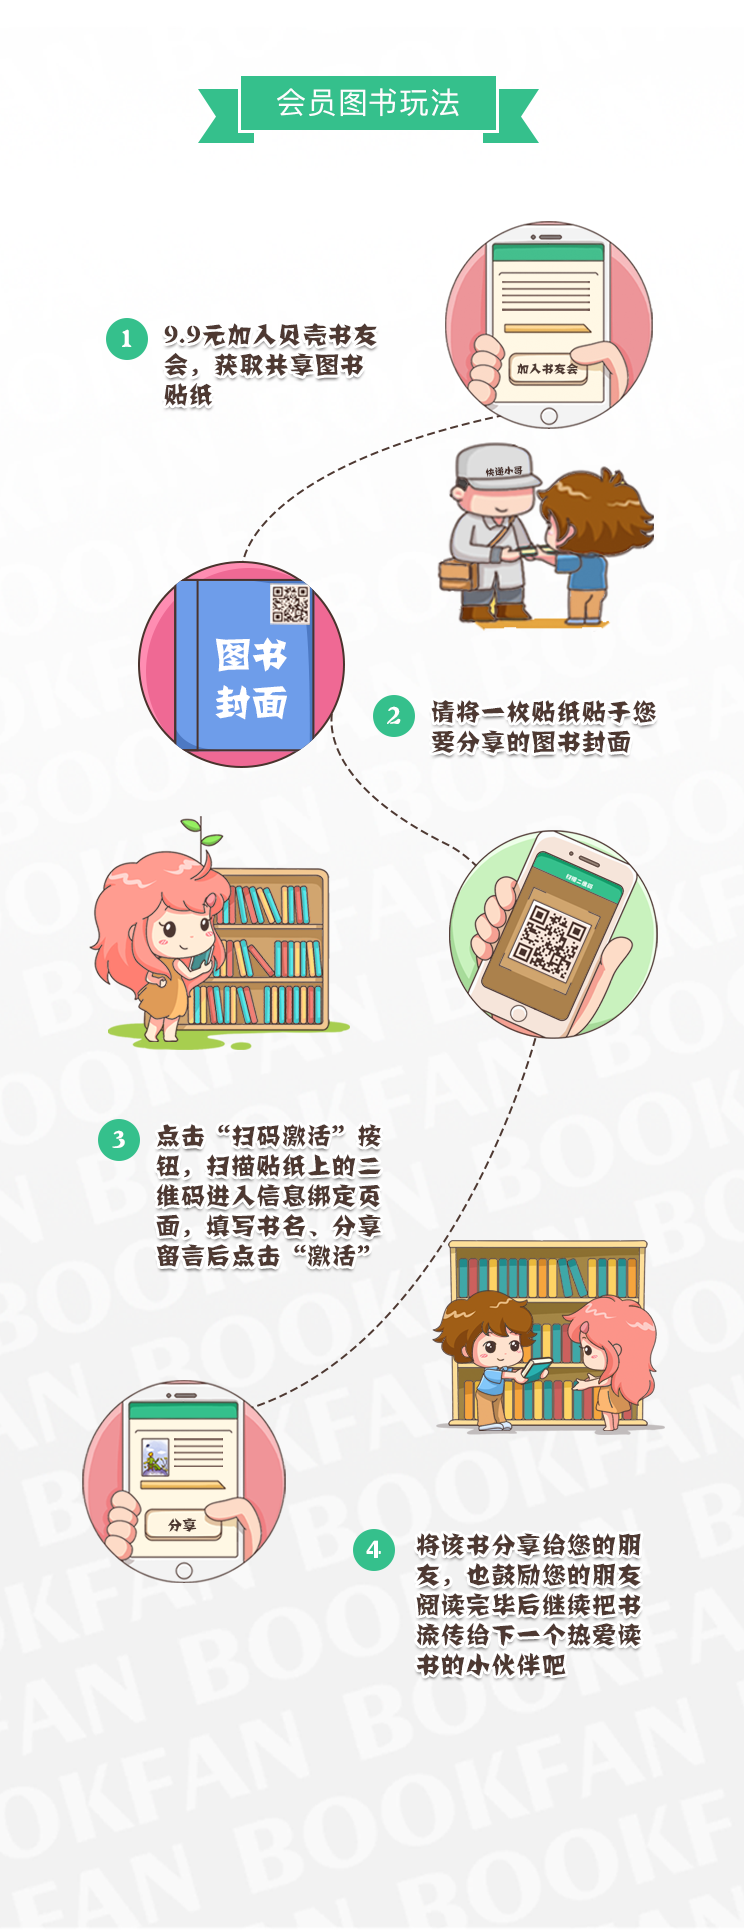 会员图书玩法
1
9.9元加入贝壳书友
会，获取共享图书
贴纸
加入书友会
快递小哥
图书
封面
2
请将一枚贴纸贴于您
要分享的图书封面
扫描二维码
3
点击“扫码激活”按
钮，扫描贴纸上的二
维码进入信息绑定页
面，填写书名、分享
留言后点击“激活”
分享
4
将该书分享给您的朋
友，也鼓励您的朋友
阅读完毕后继续把书
流传给下一个热爱读
书的小伙伴吧
BOOKFAN